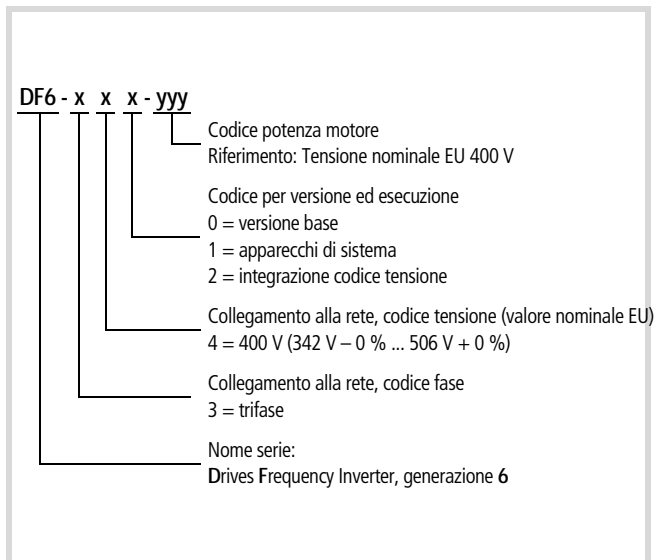 DF6 - x x x - yyy
Codice potenza motore
Riferimento: Tensione nominale EU 400 V
Codice per versione ed esecuzione
0 = versione base
1 = apparecchi di sistema
2 = integrazione codice tensione
Collegamento alla rete, codice tensione (valore nominale EU)
4 = 400 V (342 V – 0 % ... 506 V + 0 %)
Collegamento alla rete, codice fase
3 = trifase
Nome serie:
Drives Frequency Inverter, generazione 6